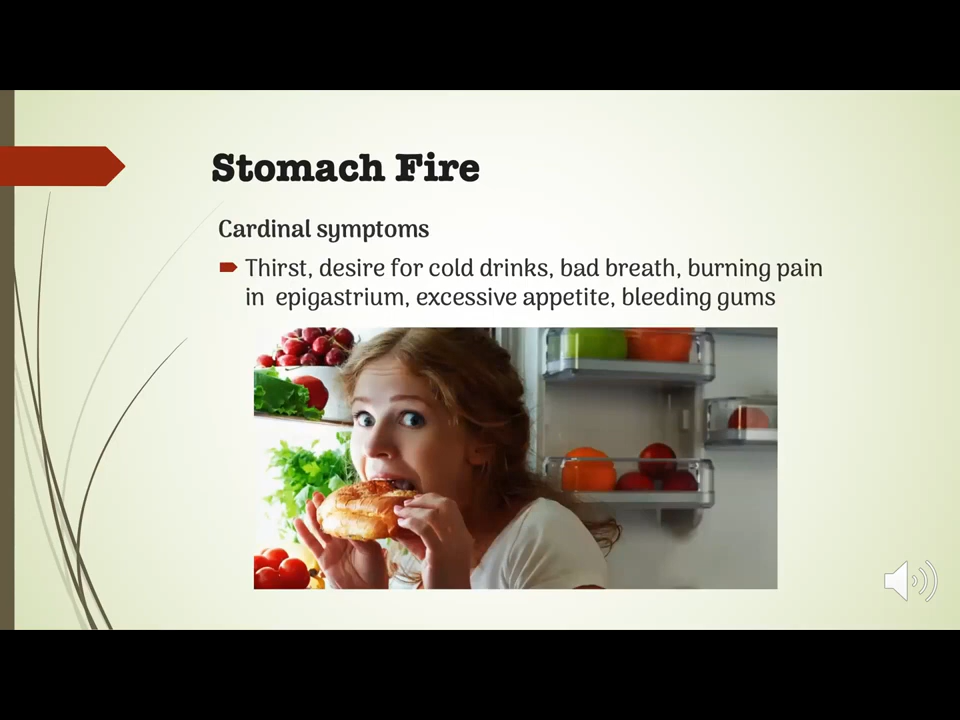 Stomach Fire
Cardinal symptoms
Thirst, desire for cold drinks, bad breath, burning pain
in epigastrium, excessive appetite, bleeding gums